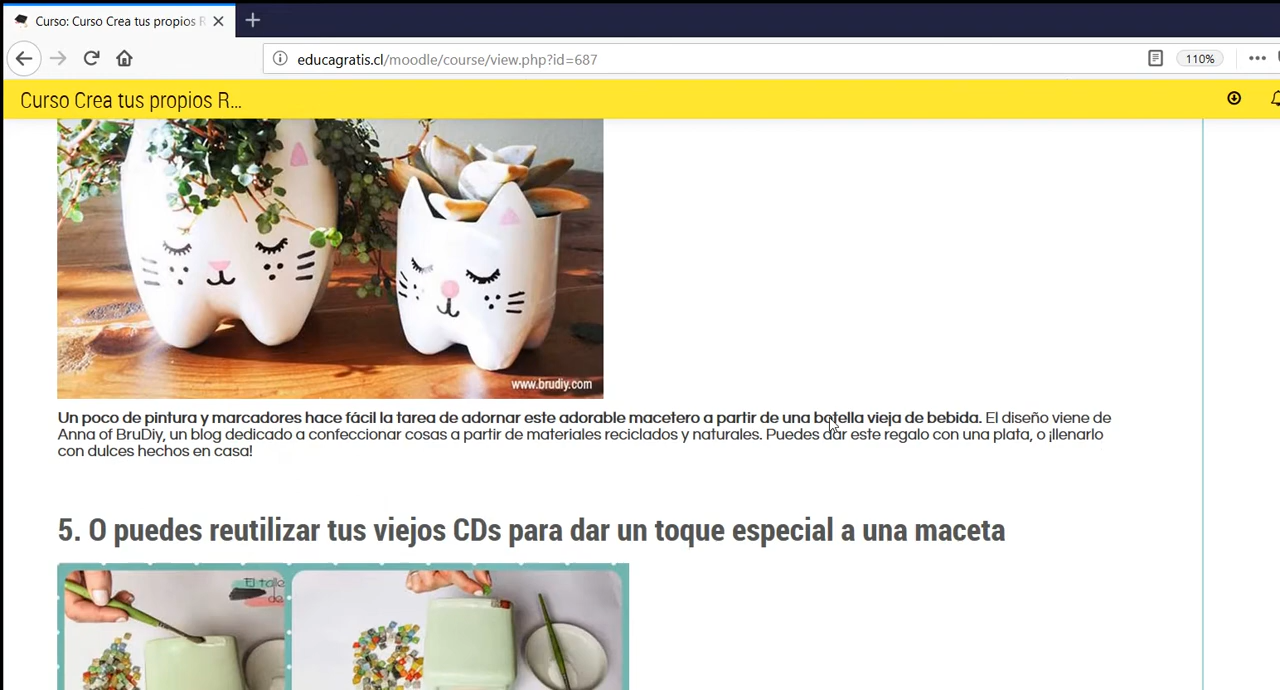 Curso: Curso Crea tus propios R
educagratis.cl/moodle/course/view.php?id=687
110%
Curso Crea tus propios R...
www.brudiy.com
Un poco de pintura y marcadores hace fácil la tarea de adornar este adorable macetero a partir de una botella vieja de bebida. El diseño viene de
Anna of BruDiy, un blog dedicado a confeccionar cosas a partir de materiales reciclados y naturales. Puedes dar este regalo con una plata, o ¡llenarlo
con dulces hechos en casa!
5. O puedes reutilizar tus viejos CDs para dar un toque especial a una maceta
El talle
de